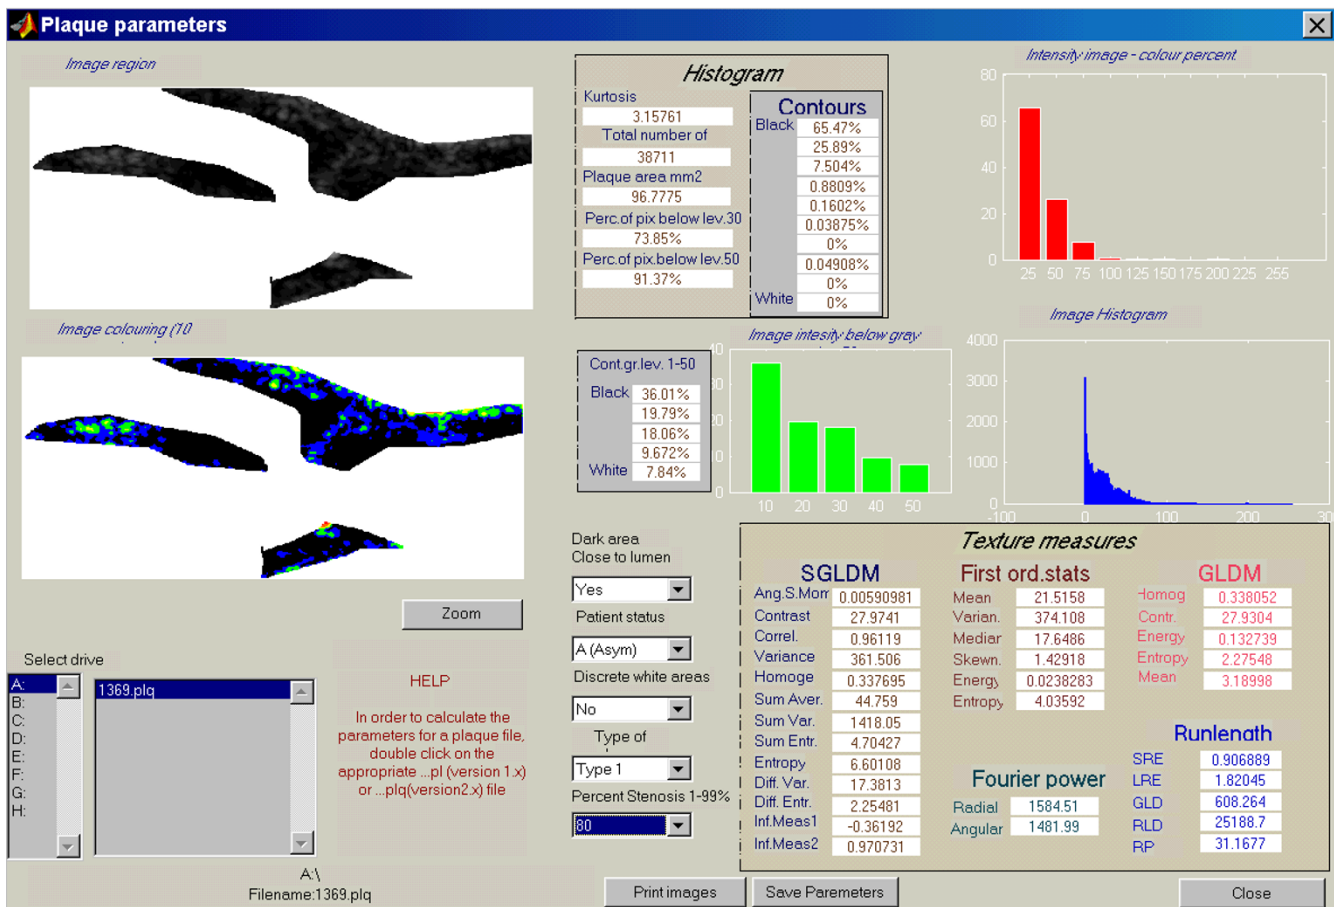 Plaque parameters
Image region
Histogram
Kurtosis
3.15761
Total number of
38711
Plaque area mm2
96.7775
Perc.of pix below lev.30
73.85%
Perc.of pix.below lev.50
91.37%
Contours
Black 65.47%
25.89%
7.504%
0.8809%
0.1602%
0.03875%
0%
0.04908%
0%
White 0%
Intensity image - colour percent
80
60
40
20
0
25 50 75 100 125 150 175 200 225 255
Image colouring (10
Cont.gr.lev. 1-50
Black 36.01%
19.79%
18.06%
9.672%
White 7.84%
Image intesity below gray
40
0
0
10 20 30 40 50
Image Histogram
4000
3000
2000
1000
0
-100 0 100 200 300
Zoom
Select drive
A:
B:
C:
D:
E:
F:
G:
H:
1369.plq
HELP
In order to calculate the
parameters for a plaque file,
double click on the
appropriate ...pl (version 1.x)
or ...plq(version2.x) file
A:\
Filename:1369.plq
Dark area
Close to lumen
Yes
Patient status
A (Asym)
Discrete white areas
No
Type of
Type 1
Percent Stenosis 1-99%
80
Texture measures
SGLDM
Ang.S.Mom 0.00590981
Contrast 27.9741
Correl. 0.96119
Variance 361.506
Homoge 0.337695
Sum Aver. 44.759
Sum Var. 1418.05
Sum Entr. 4.70427
Entropy 6.60108
Diff. Var. 17.3813
Diff. Entr. 2.25481
Inf.Meas1 -0.36192
Inf.Meas2 0.970731
First ord.stats
Mean 21.5158
Varian. 374.108
Median 17.6486
Skewn. 1.42918
Energy 0.0238283
Entropy 4.03592
GLDM
Homog 0.338052
Contr. 27.9304
Energy 0.132739
Entropy 2.27548
Mean 3.18998
Fourier power
Radial 1584.51
Angular 1481.99
Runlenath
SRE 0.906889
LRE 1.82045
GLD 608.264
RLD 25188.7
RP 31.1677
Print images
Save Paremeters
Close